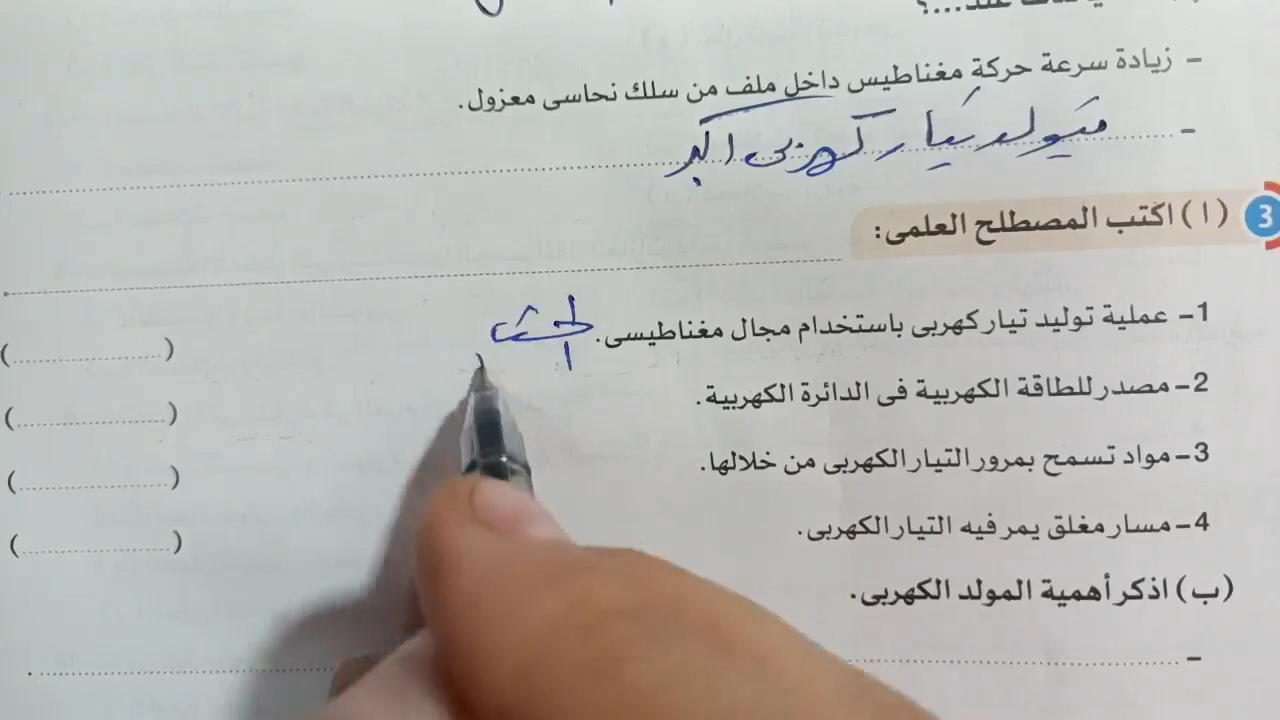 عند...؟
– زيادة سرعة حركة مغناطيس داخل ملف من سلك نحاسى معزول.
– تيار كهربى اكبر
3 (ا) اكتب المصطلح العلمى:
1– عملية توليد تيار كهربى باستخدام مجال مغناطيسى. (..........)
2– مصدر للطاقة الكهربية فى الدائرة الكهربية. (..........)
3– مواد تسمح بمرور التيار الكهربى من خلالها. (..........)
4– مسار مغلق يمر فيه التيار الكهربى. (..........)
(ب) اذكر أهمية المولد الكهربى.
–